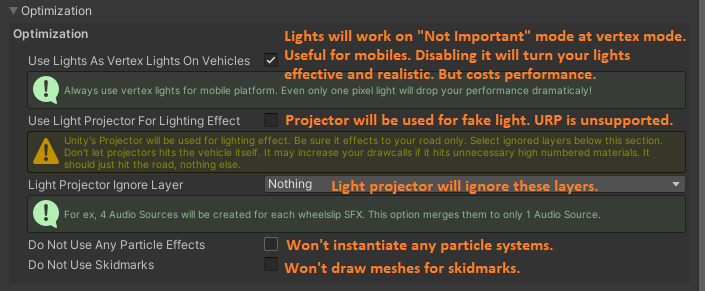 Optimization
Optimization
Lights will work on "Not Important" mode at vertex mode.
Use Lights As Vertex Lights On Vehicles
Useful for mobiles. Disabling it will turn your lights
effective and realistic. But costs performance.
Always use vertex lights for mobile platform. Even only one pixel light will drop your performance dramaticaly!
Use Light Projector For Lighting Effect Projector will be used for fake light. URP is unsupported.
Unity's Projector will be used for lighting effect. Be sure it effects to your road only. Select ignored layers below this section.
Don't let projectors hits the vehicle itself. It may increase your drawcalls if it hits unnecessary high numbered materials. It
should just hit the road, nothing else.
Light Projector Ignore Layer Nothing Light projector will ignore these layers.
For ex, 4 Audio Sources will be created for each wheelslip SFX. This option merges them to only 1 Audio Source.
Do Not Use Any Particle Effects Won't instantiate any particle systems.
Do Not Use Skidmarks Won't draw meshes for skidmarks.